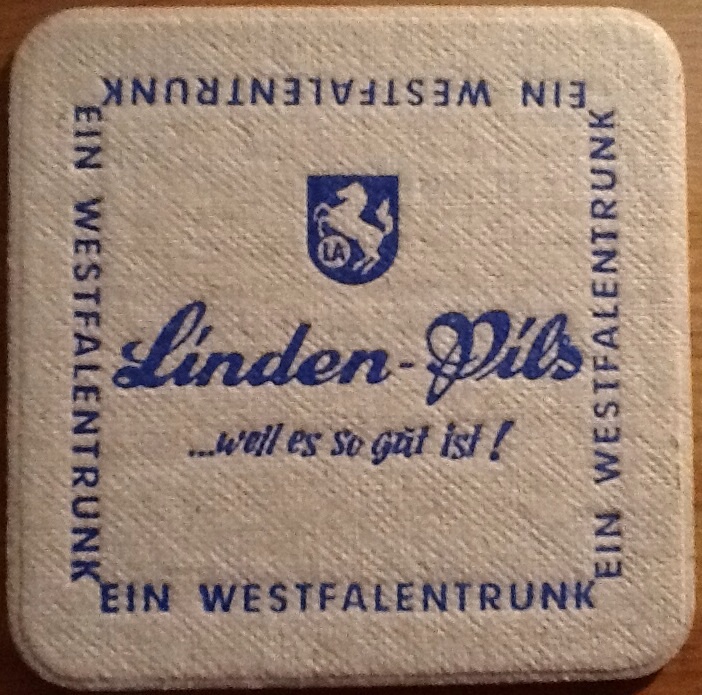 EIN WESTFALENTRUNK
EIN WESTFALENTRUNK
EIN WESTFALENTRUNK
LA
Linden-Pils
...weil es so gut ist!
EIN WESTFALENTRUNK